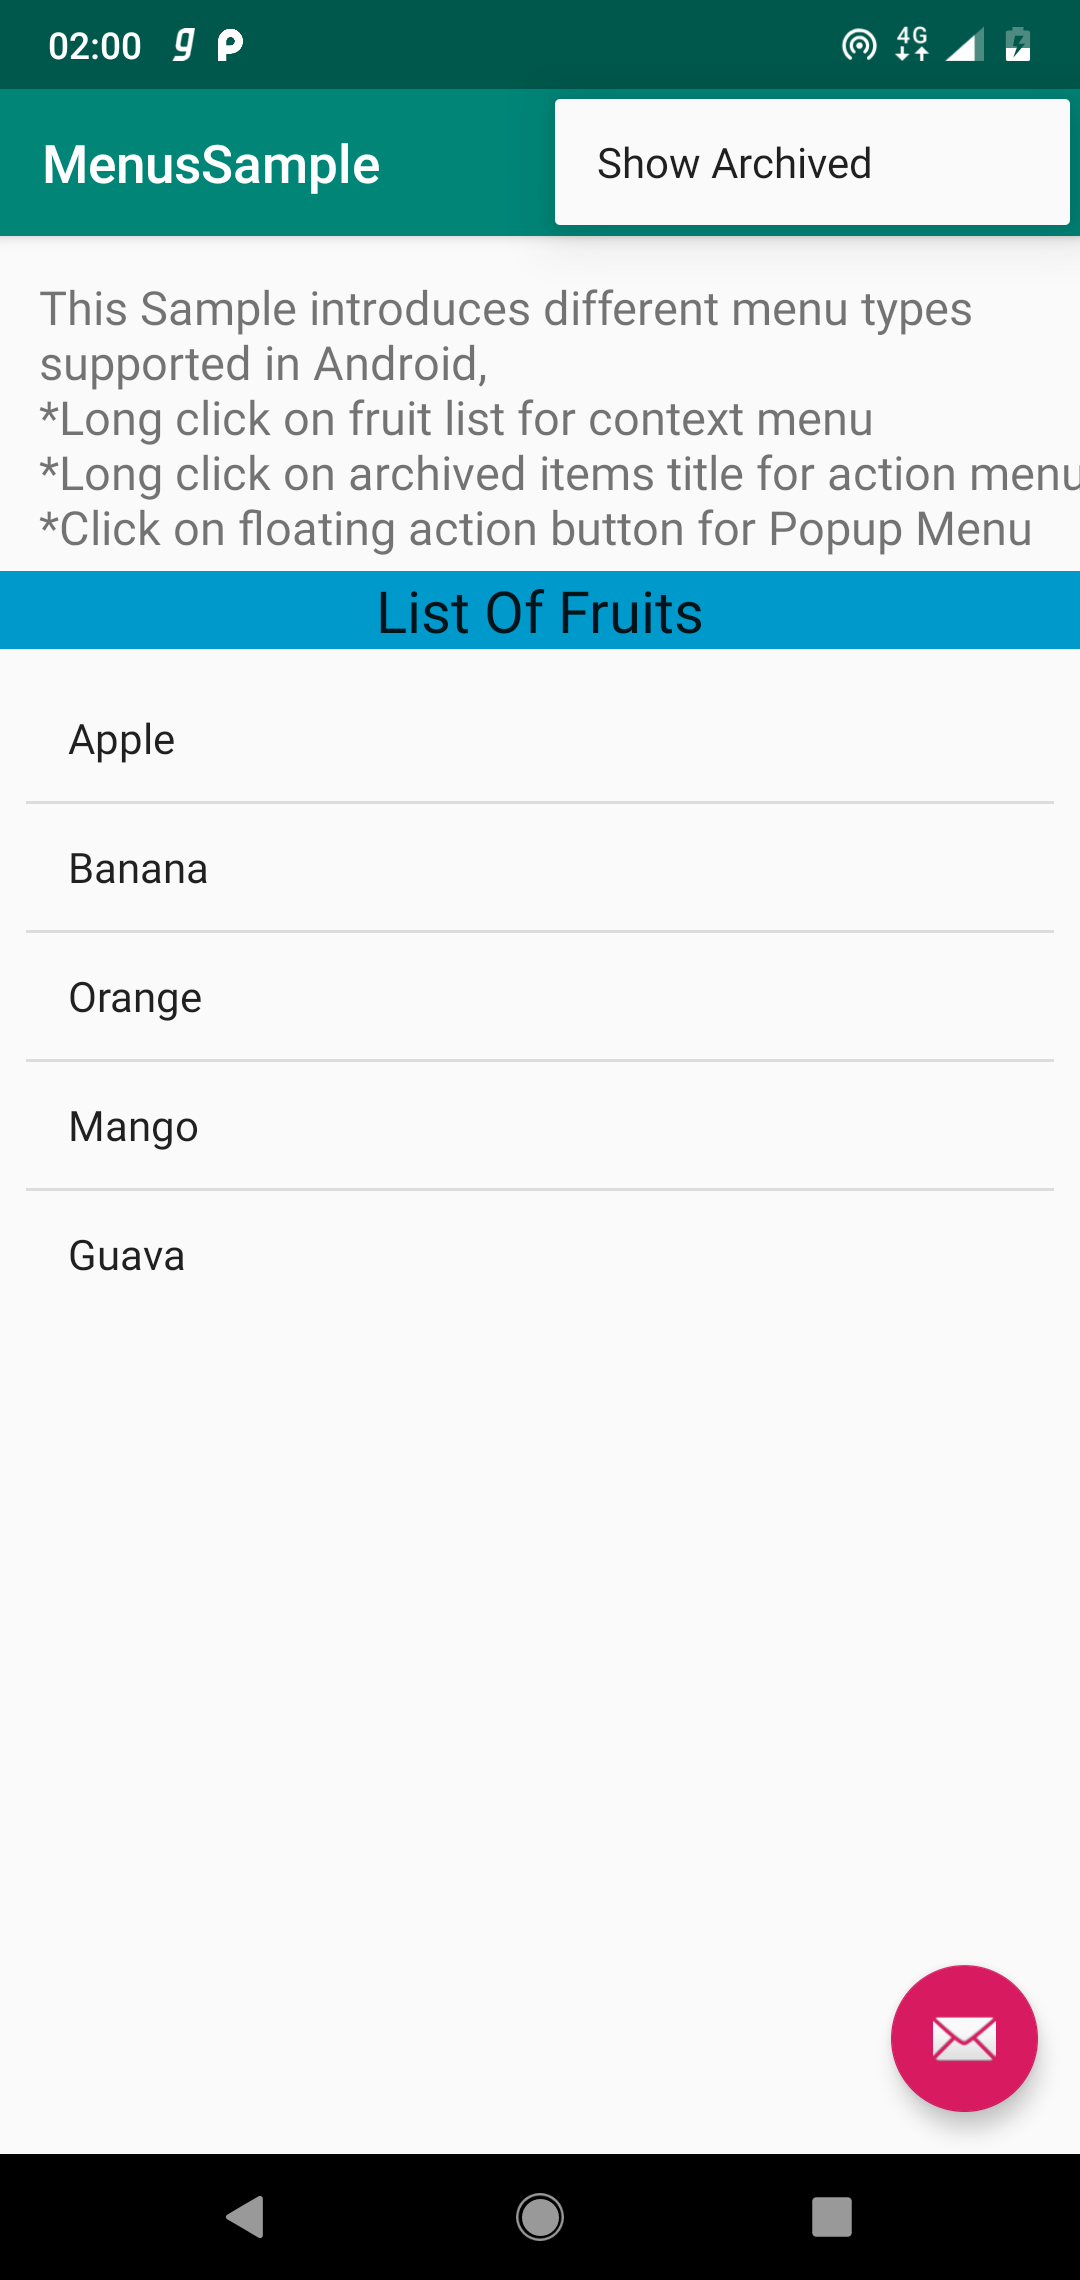 02:00
4G
MenusSample
Show Archived
This Sample introduces different menu types
supported in Android,
*Long click on fruit list for context menu
*Long click on archived items title for action menu
*Click on floating action button for Popup Menu
List Of Fruits
Apple
Banana
Orange
Mango
Guava